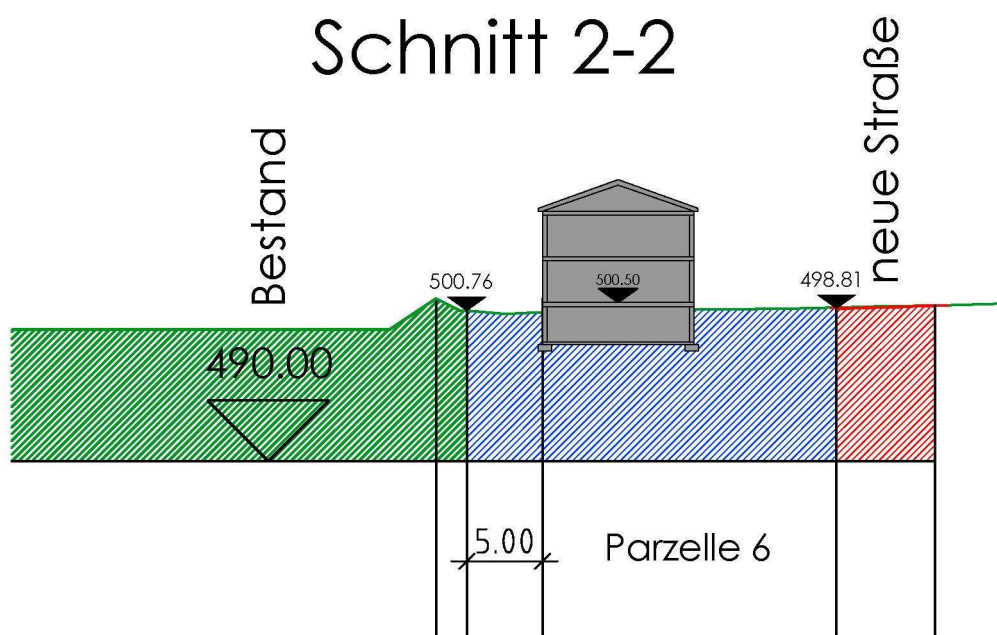 Schnitt 2-2
neue Straße
Bestand
500.76
500.50
498.81
490.00
5.00
Parzelle 6